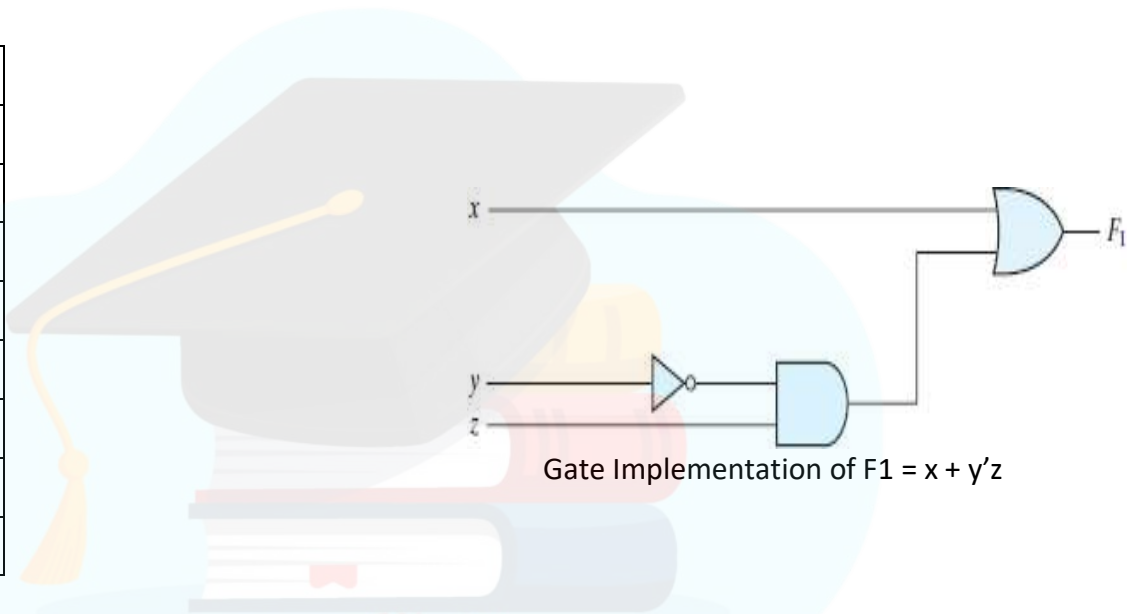 x
F1
y
z
Gate Implementation of F1 = x + y’z